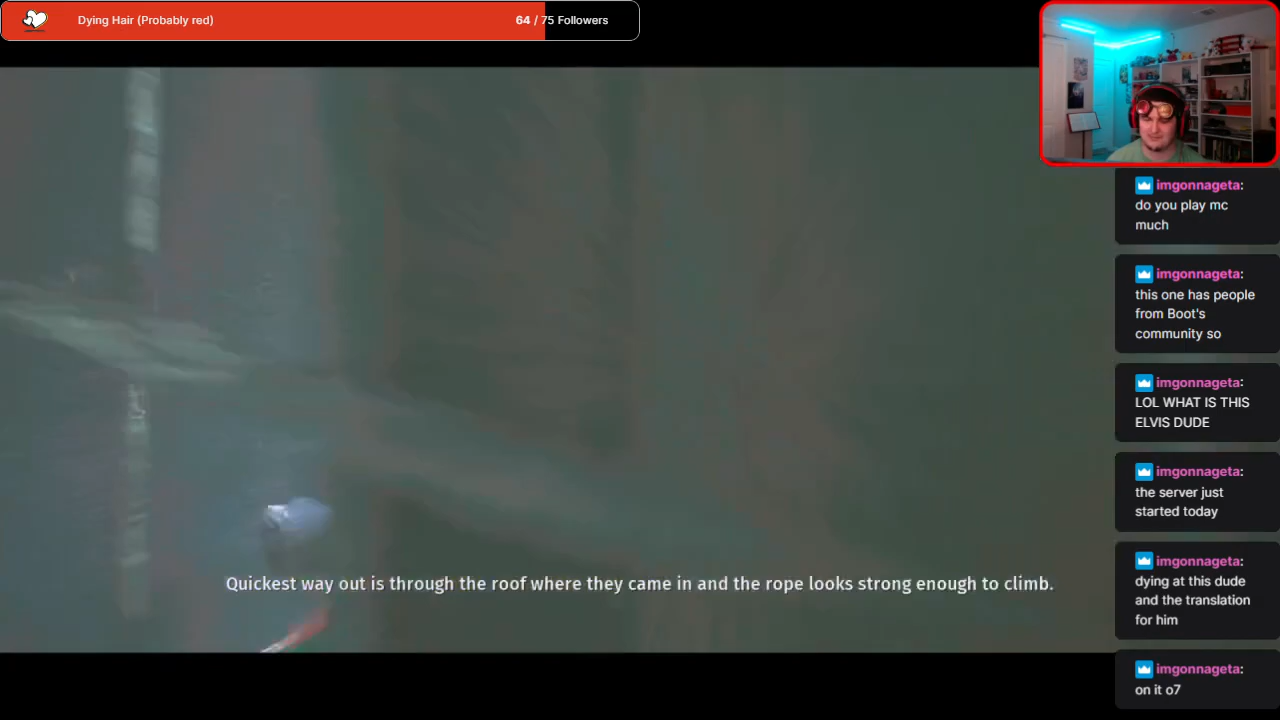 Dying Hair (Probably red)
64 / 75 Followers
imgonnageta:
do you play mc
much
imgonnageta:
this one has people
from Boot's
community so
imgonnageta:
LOL WHAT IS THIS
ELVIS DUDE
imgonnageta:
the server just
started today
imgonnageta:
dying at this dude
and the translation
for him
imgonnageta:
on it o7
Quickest way out is through the roof where they came in and the rope looks strong enough to climb.